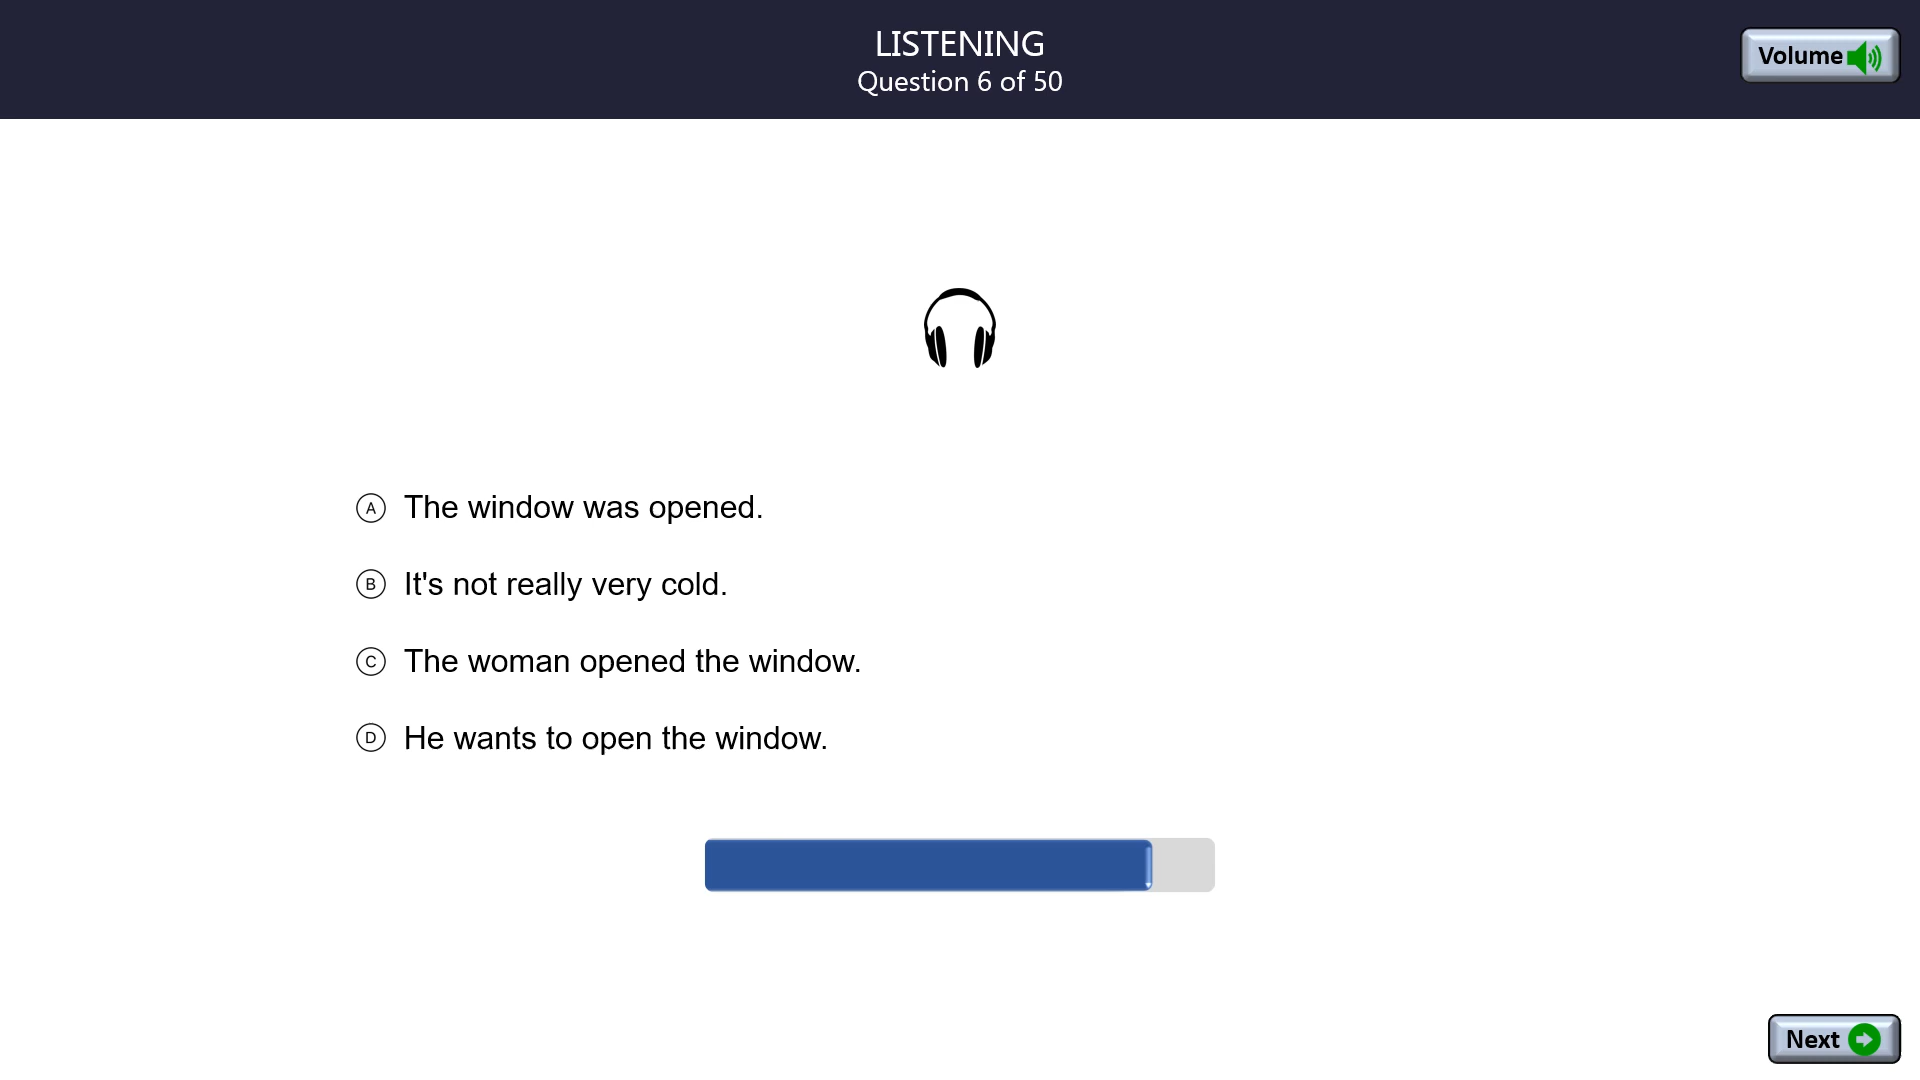 LISTENING
Question 6 of 50
Volume
A The window was opened.
B It's not really very cold.
C The woman opened the window.
D He wants to open the window.
Next